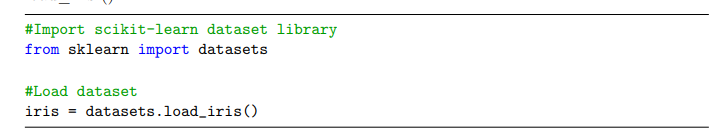 #Import scikit-learn dataset library
from sklearn import datasets
#Load dataset
iris = datasets.load_iris()